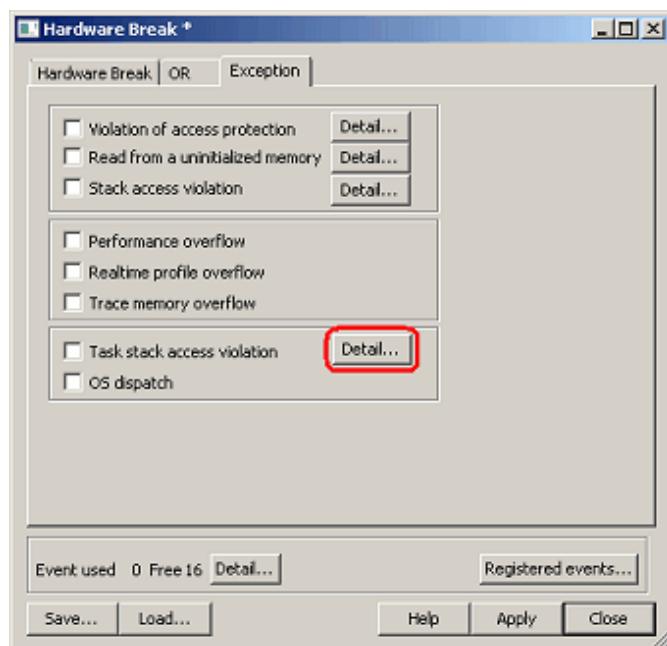 Hardware Break *
Hardware Break OR Exception
Violation of access protection Detail...
Read from a uninitialized memory Detail...
Stack access violation Detail...
Performance overflow
Realtime profile overflow
Trace memory overflow
Task stack access violation Detail...
OS dispatch
Event used 0 Free 16 Detail... Registered events...
Save... Load... Help Apply Close